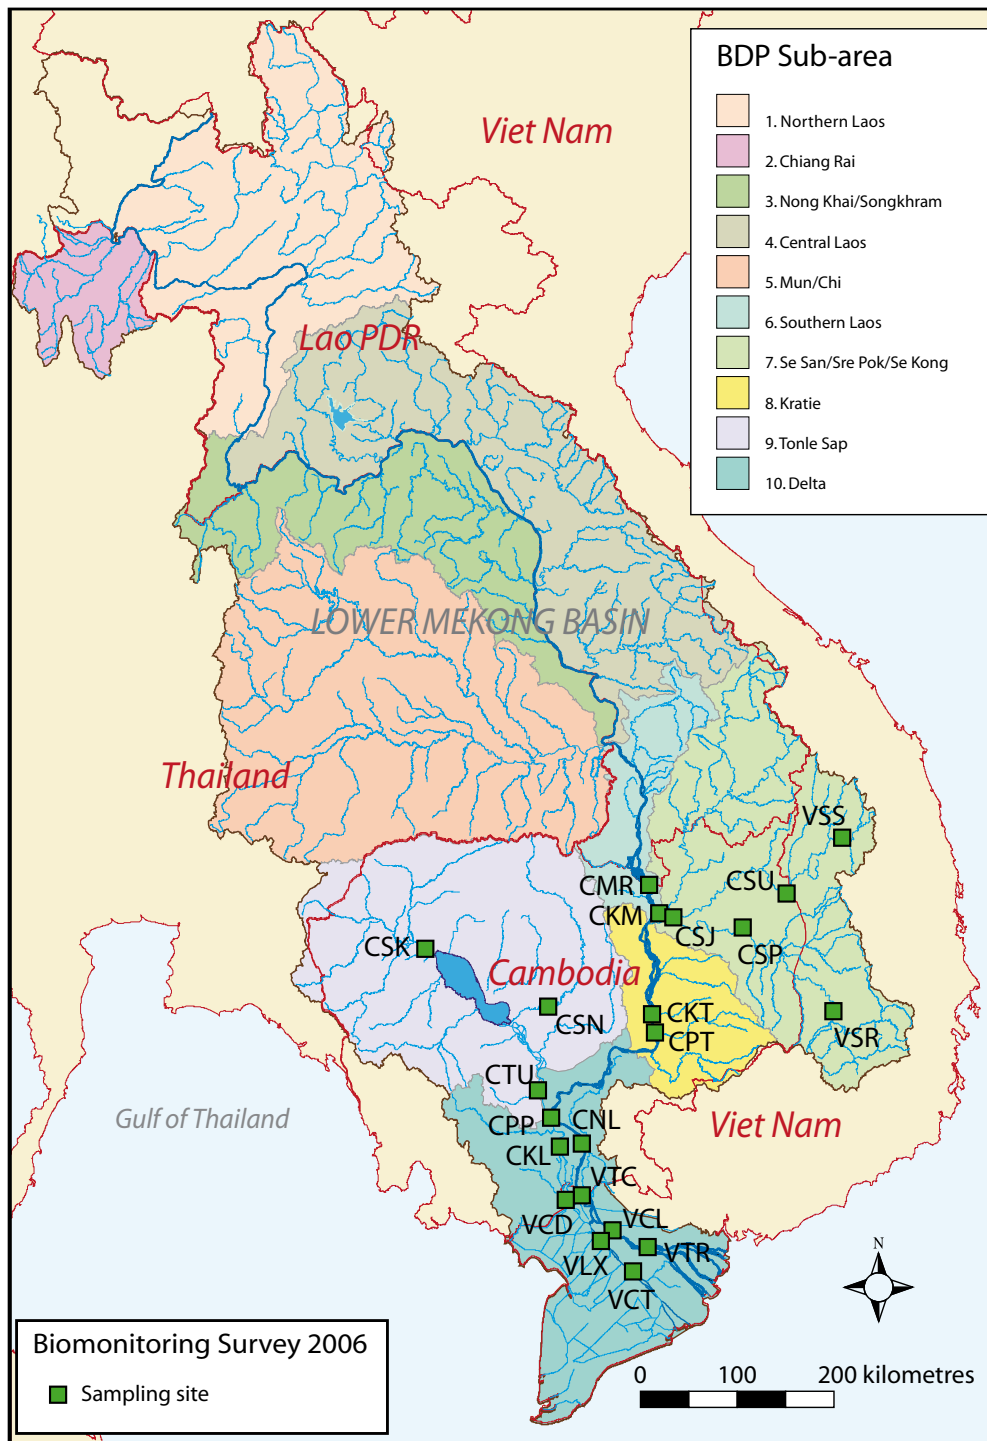 BDP Sub-area
1. Northern Laos
2. Chiang Rai
3. Nong Khai/Songkhram
4. Central Laos
5. Mun/Chi
6. Southern Laos
7. Se San/Sre Pok/Se Kong
8. Kratie
9. Tonle Sap
10. Delta
Viet Nam
Lao PDR
LOWER MEKONG BASIN
Thailand
VSS
CMR
CSU
CKM
CSJ
CSP
CSK
Cambodia
CSN
CKT
VSR
CPT
CTU
Gulf of Thailand
CPP
CNL
Viet Nam
CKL
VTC
VCD
VCL
VTR
VLX
VCT
N
Biomonitoring Survey 2006
Sampling site
0 100 200 kilometres